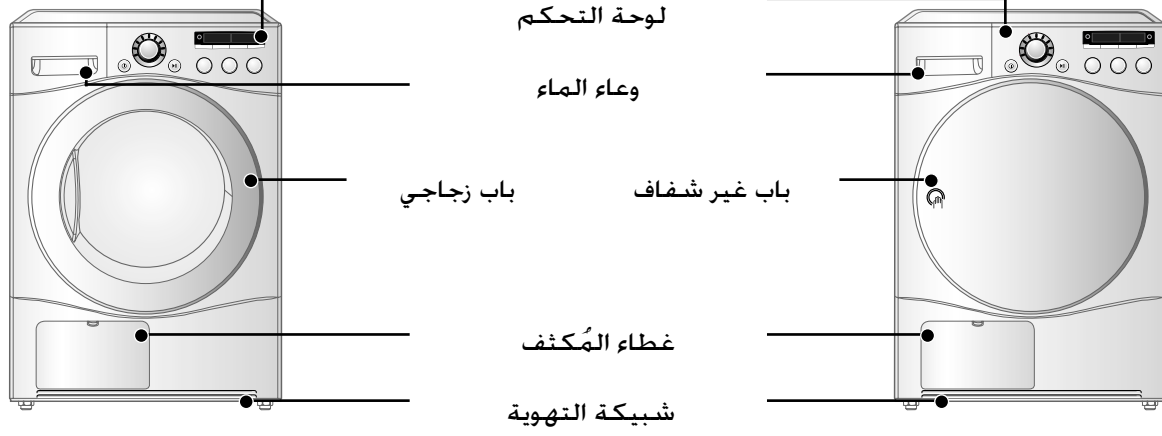 لوحة التحكم
وعاء الماء
باب غير شفاف
باب زجاجي
غطاء المُكثف
شبيكة التهوية